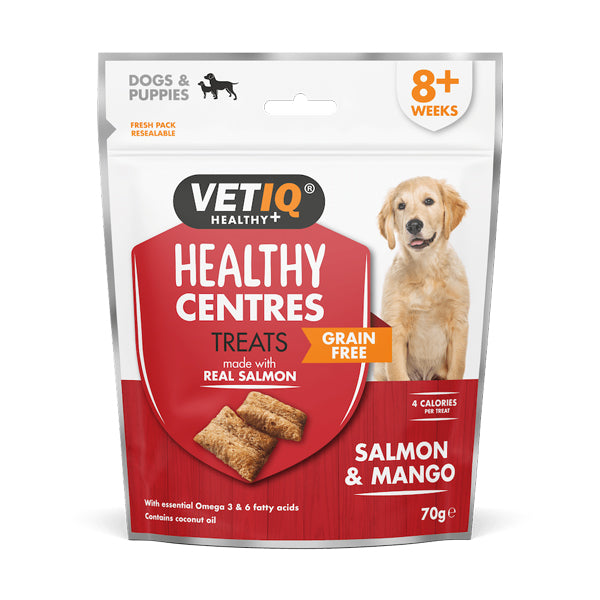 DOGS &
PUPPIES
FRESH PACK
RESEALABLE
8+
WEEKS
VETIQ®
HEALTHY+
HEALTHY
CENTRES
TREATS
made with
REAL SALMON
GRAIN
FREE
4 CALORIES
PER TREAT
SALMON
& MANGO
With essential Omega 3 & 6 fatty acids
Contains coconut oil
70g℮